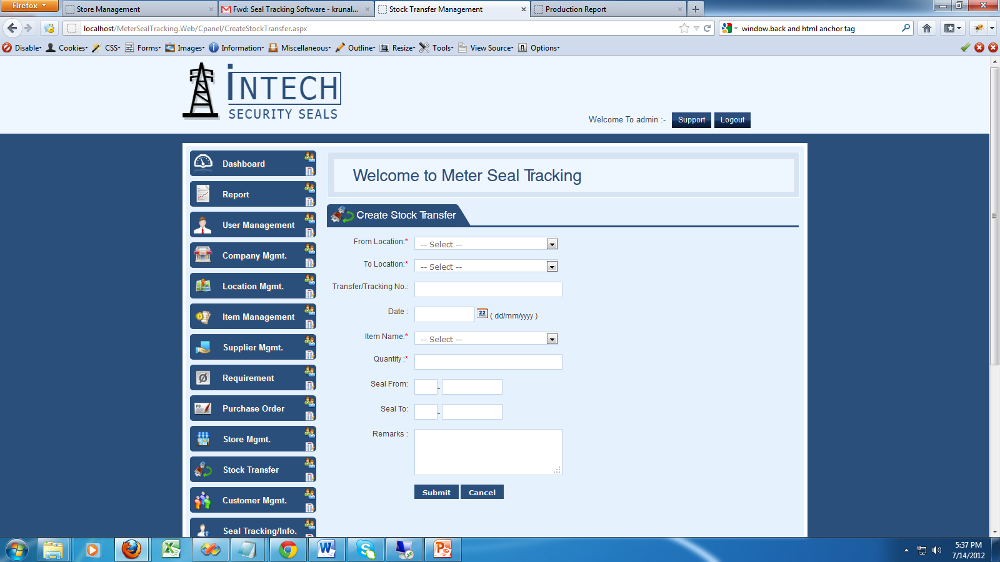 Firefox
Store Management
Fwd: Seal Tracking Software - krunal...
Stock Transfer Management
Production Report
localhost/MeterSealTracking.Web/Cpanel/CreateStockTransfer.aspx
window.back and html anchor tag
Disable
Cookies
CSS
Forms
Images
Information
Miscellaneous
Outline
Resize
Tools
View Source
Options
INTECH
SECURITY SEALS
Welcome To admin :-
Support
Logout
Dashboard
Report
User Management
Company Mgmt.
Location Mgmt.
Item Management
Supplier Mgmt.
Requirement
PO
Purchase Order
Store Mgmt.
Stock Transfer
Customer Mgmt.
Seal Tracking/Info.
Welcome to Meter Seal Tracking
Create Stock Transfer
From Location:* -- Select --
To Location:* -- Select --
Transfer/Tracking No.:
Date : 22 ( dd/mm/yyyy )
Item Name:* -- Select --
Quantity :*
Seal From: -
Seal To: -
Remarks :
Submit
Cancel
5:37 PM
7/14/2012